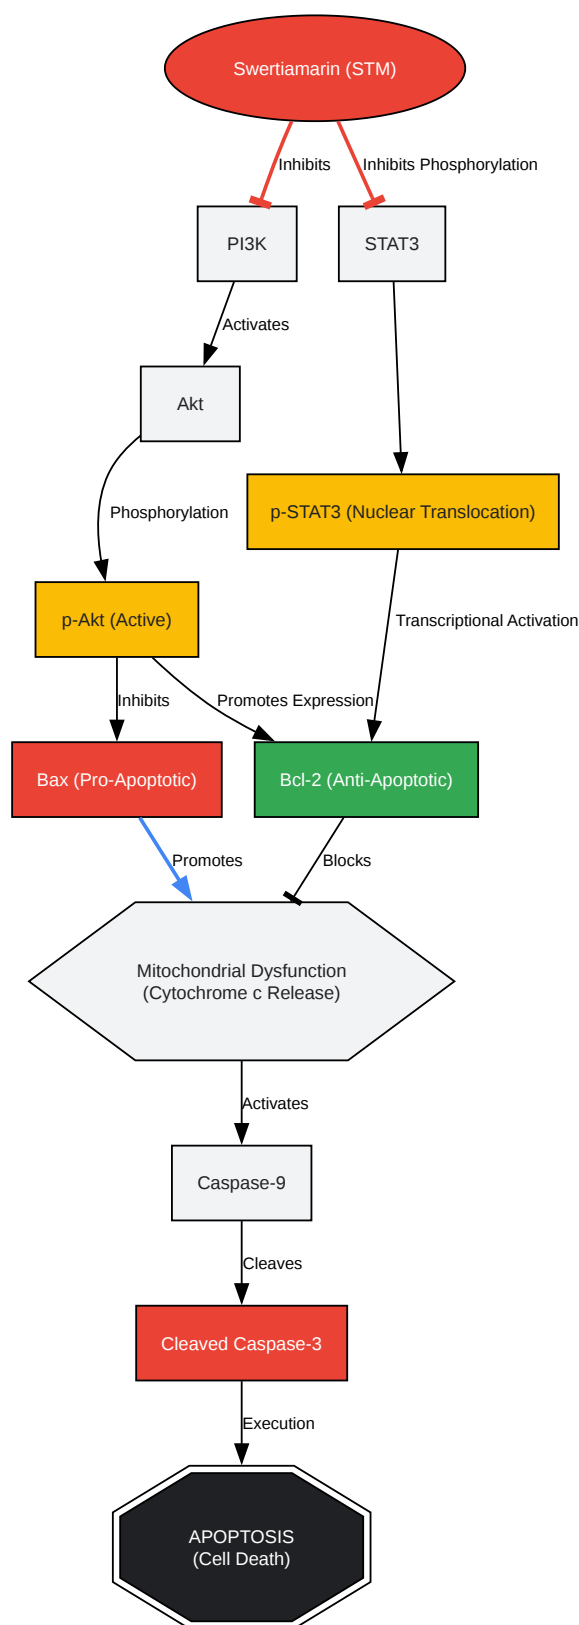 Swertiamarin (STM)
Inhibits
Inhibits Phosphorylation
PI3K
STAT3
Activates
Akt
Phosphorylation
p-STAT3 (Nuclear Translocation)
p-Akt (Active)
Transcriptional Activation
Inhibits
Promotes Expression
Bax (Pro-Apoptotic)
Bcl-2 (Anti-Apoptotic)
Promotes
Blocks
Mitochondrial Dysfunction
(Cytochrome c Release)
Activates
Caspase-9
Cleaves
Cleaved Caspase-3
Execution
APOPTOSIS
(Cell Death)